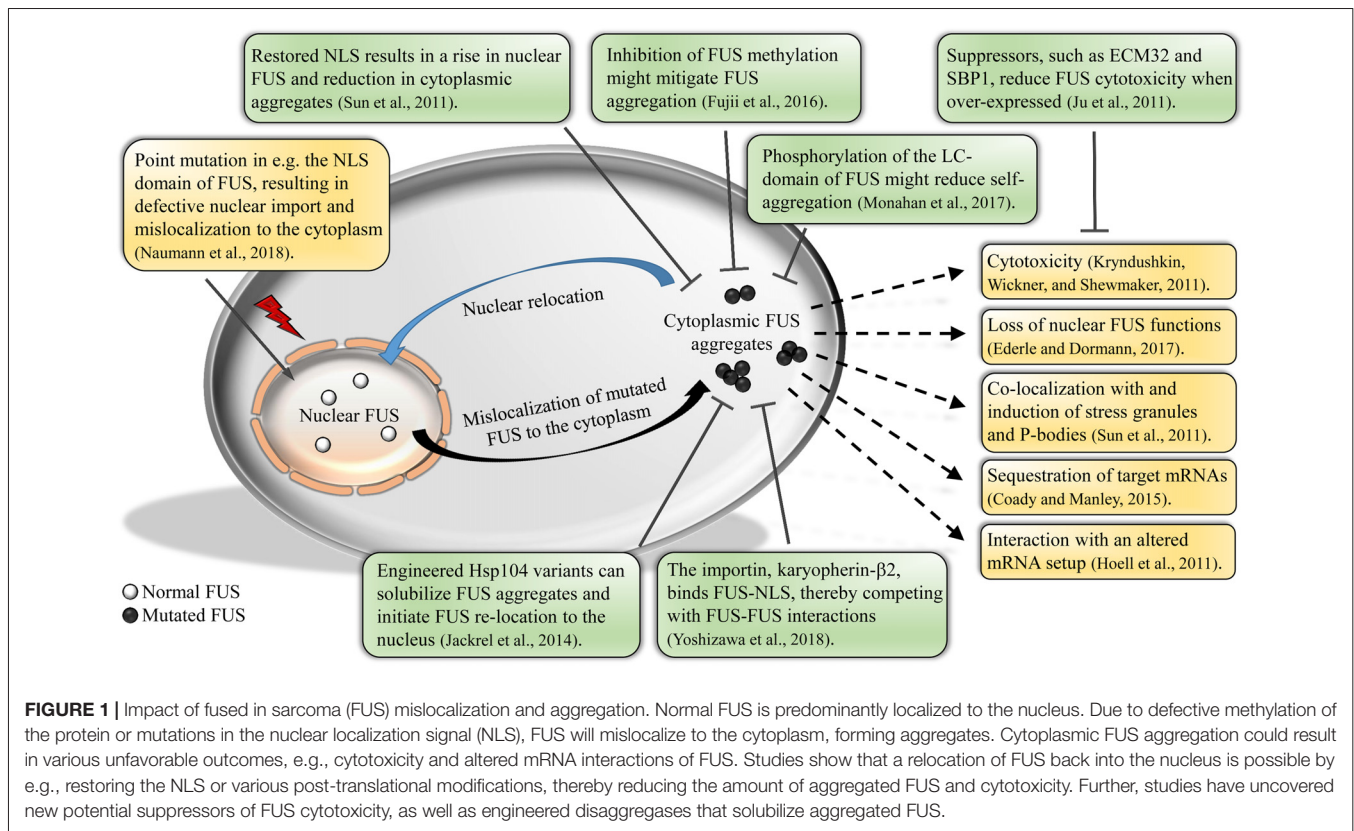 Restored NLS results in a rise in nuclear
FUS and reduction in cytoplasmic
aggregates (Sun et al., 2011).
Inhibition of FUS methylation
might mitigate FUS
aggregation (Fujii et al., 2016).
Suppressors, such as ECM32 and
SBP1, reduce FUS cytotoxicity when
over-expressed (Ju et al., 2011).
Point mutation in e.g. the NLS
domain of FUS, resulting in
defective nuclear import and
mislocalization to the cytoplasm
(Naumann et al., 2018).
Phosphorylation of the LC-
domain of FUS might reduce self-
aggregation (Monahan et al., 2017).
Nuclear relocation
Cytoplasmic FUS
aggregates
Nuclear FUS
Mislocalization of mutated
FUS to the cytoplasm
Cytotoxicity (Kryndushkin,
Wickner, and Shewmaker, 2011).
Loss of nuclear FUS functions
(Ederle and Dormann, 2017).
Co-localization with and
induction of stress granules
and P-bodies (Sun et al., 2011).
Sequestration of target mRNAs
(Coady and Manley, 2015).
Interaction with an altered
mRNA setup (Hoell et al., 2011).
Normal FUS
Mutated FUS
Engineered Hsp104 variants can
solubilize FUS aggregates and
initiate FUS re-location to the
nucleus (Jackrel et al., 2014).
The importin, karyopherin-β2,
binds FUS-NLS, thereby competing
with FUS-FUS interactions
(Yoshizawa et al., 2018).
FIGURE 1 | Impact of fused in sarcoma (FUS) mislocalization and aggregation. Normal FUS is predominantly localized to the nucleus. Due to defective methylation of
the protein or mutations in the nuclear localization signal (NLS), FUS will mislocalize to the cytoplasm, forming aggregates. Cytoplasmic FUS aggregation could result
in various unfavorable outcomes, e.g., cytotoxicity and altered mRNA interactions of FUS. Studies show that a relocation of FUS back into the nucleus is possible by
e.g., restoring the NLS or various post-translational modifications, thereby reducing the amount of aggregated FUS and cytotoxicity. Further, studies have uncovered
new potential suppressors of FUS cytotoxicity, as well as engineered disaggregases that solubilize aggregated FUS.